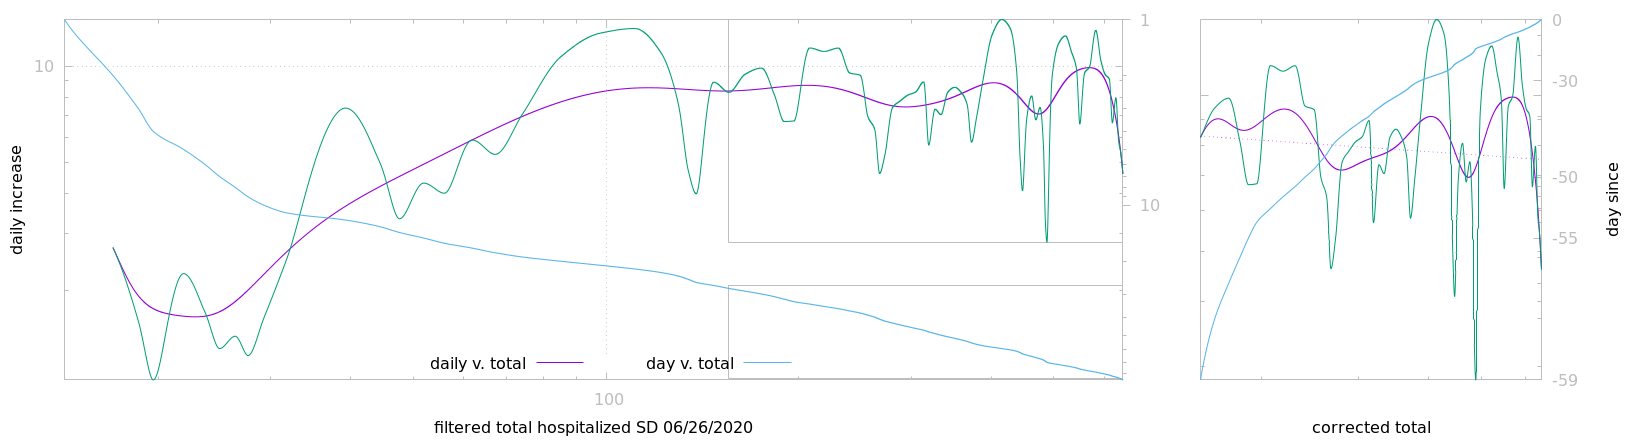 1
10
10
daily increase
daily v. total
day v. total
100
filtered total hospitalized SD 06/26/2020
0
-30
-40
-50
-55
-59
day since
corrected total